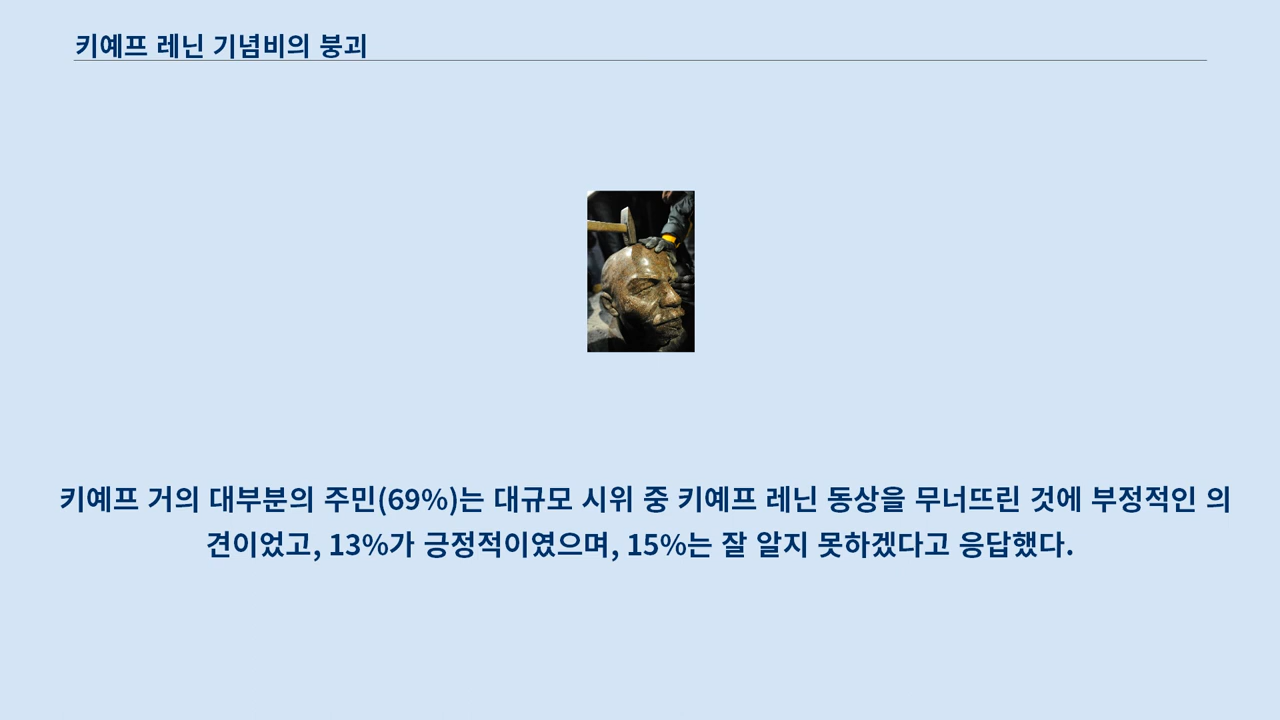 키예프 레닌 기념비의 붕괴
키예프 거의 대부분의 주민(69%)는 대규모 시위 중 키예프 레닌 동상을 무너뜨린 것에 부정적인 의
견이었고, 13%가 긍정적이였으며, 15%는 잘 알지 못하겠다고 응답했다.